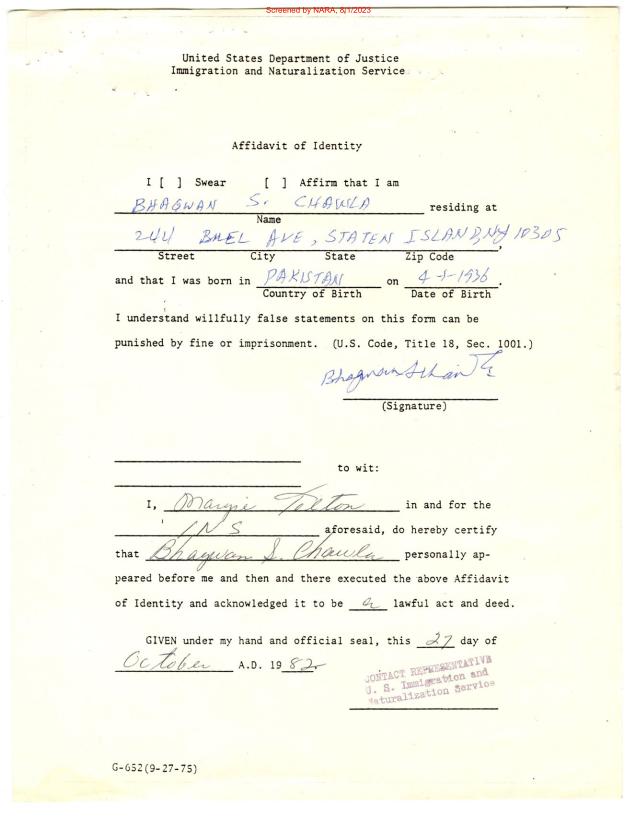 Screened by NARA, 8/1/2023
United States Department of Justice
Immigration and Naturalization Service
Affidavit of Identity
I [ ] Swear [ ] Affirm that I am
BHAGWAN S. CHAWLA residing at
Name
244 AVE, STATEN ISLAND, NY 10305
Street City State Zip Code
and that I was born in PAKISTAN on 4-1-1936.
Country of Birth Date of Birth
I understand willfully false statements on this form can be
punished by fine or imprisonment. (U.S. Code, Title 18, Sec. 1001.)
(Signature)
to wit:
I, Margie Felton in and for the
INS aforesaid, do hereby certify
that Bhagwan S. Chawla personally ap-
peared before me and then and there executed the above Affidavit
of Identity and acknowledged it to be a lawful act and deed.
GIVEN under my hand and official seal, this 27 day of
October A.D. 1982
CONTACT REPRESENTATIVE
U. S. Immigration and
Naturalization Service
G-652(9-27-75)